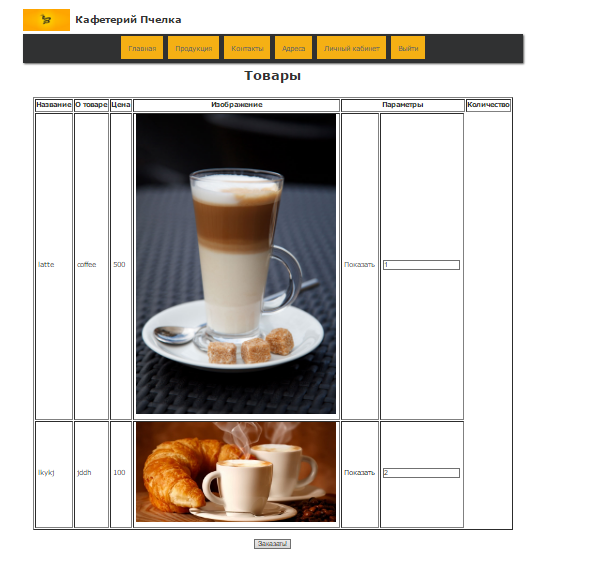 Кафетерий Пчелка
Главная Продукция Контакты Адреса Личный кабинет Выйти
Товары
Название О товаре Цена Изображение Параметры Количество
latte coffee 500 Показать 1
lkykj jddh 100 Показать 2
Заказать!